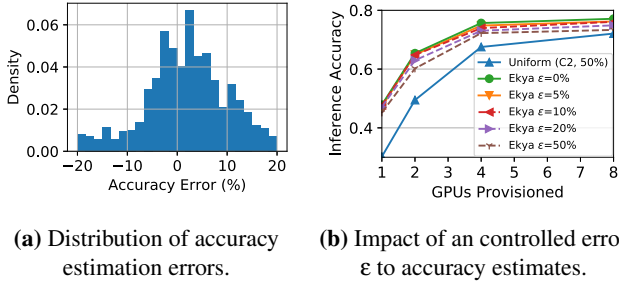 0.06
0.04
0.02
0.00
Density
−20
−10
0
10
20
Accuracy Error (%)
0.8
0.6
0.4
Inference Accuracy
Uniform (C2, 50%)
Ekya ε=0%
Ekya ε=5%
Ekya ε=10%
Ekya ε=20%
Ekya ε=50%
1 2 3 4 5 6 7 8
GPUs Provisioned
(a) Distribution of accuracy
estimation errors.
(b) Impact of an controlled erro
ε to accuracy estimates.